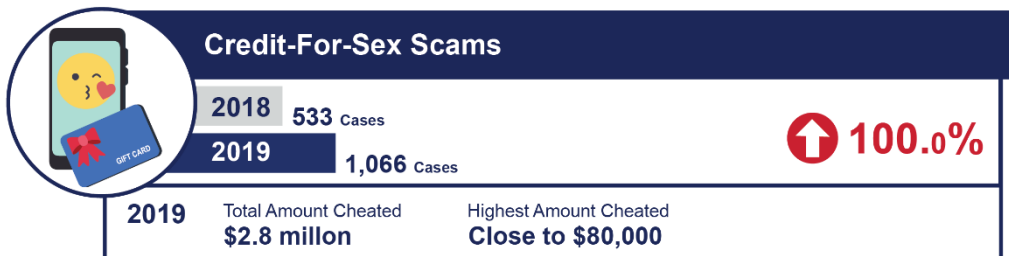 Credit-For-Sex Scams
2018 533 Cases
2019 1,066 Cases
100.0%
GIFT CARD
2019 Total Amount Cheated Highest Amount Cheated
$2.8 millon Close to $80,000